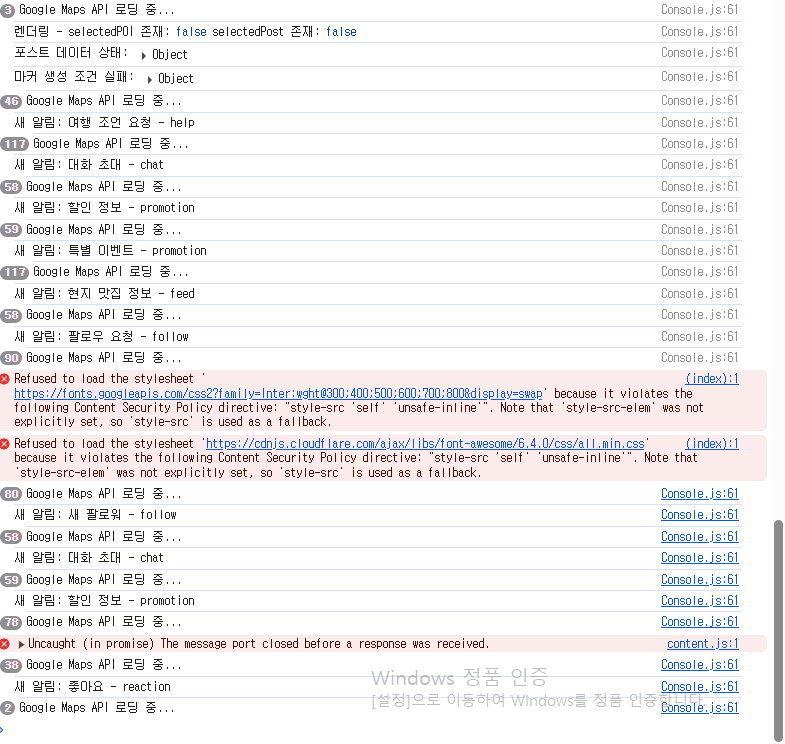 3 Google Maps API 로딩 중... Console.js:61
렌더링 - selectedPOI 존재: false selectedPost 존재: false Console.js:61
포스트 데이터 상태: ▶ Object Console.js:61
마커 생성 조건 실패: ▶ Object Console.js:61
46 Google Maps API 로딩 중... Console.js:61
새 알림: 여행 조언 요청 - help Console.js:61
117 Google Maps API 로딩 중... Console.js:61
새 알림: 대화 초대 - chat Console.js:61
58 Google Maps API 로딩 중... Console.js:61
새 알림: 할인 정보 - promotion Console.js:61
59 Google Maps API 로딩 중... Console.js:61
새 알림: 특별 이벤트 - promotion Console.js:61
117 Google Maps API 로딩 중... Console.js:61
새 알림: 현지 맛집 정보 - feed Console.js:61
58 Google Maps API 로딩 중... Console.js:61
새 알림: 팔로우 요청 - follow Console.js:61
90 Google Maps API 로딩 중... Console.js:61
Refused to load the stylesheet ' (index):1
https://fonts.googleapis.com/css2?family=Inter:wght@300;400;500;600;700;800&display=swap' because it violates the
following Content Security Policy directive: "style-src 'self' 'unsafe-inline'". Note that 'style-src-elem' was not
explicitly set, so 'style-src' is used as a fallback.
Refused to load the stylesheet 'https://cdnjs.cloudflare.com/ajax/libs/font-awesome/6.4.0/css/all.min.css' (index):1
because it violates the following Content Security Policy directive: "style-src 'self' 'unsafe-inline'". Note that
'style-src-elem' was not explicitly set, so 'style-src' is used as a fallback.
80 Google Maps API 로딩 중... Console.js:61
새 알림: 새 팔로워 - follow Console.js:61
58 Google Maps API 로딩 중... Console.js:61
새 알림: 대화 초대 - chat Console.js:61
59 Google Maps API 로딩 중... Console.js:61
새 알림: 할인 정보 - promotion Console.js:61
78 Google Maps API 로딩 중... Console.js:61
▶ Uncaught (in promise) The message port closed before a response was received. content.js:1
38 Google Maps API 로딩 중... Console.js:61
Windows 정품 인증
새 알림: 좋아요 - reaction Console.js:61
[설정]으로 이동하여 Windows를 정품 인증합니다.
2 Google Maps API 로딩 중... Console.js:61